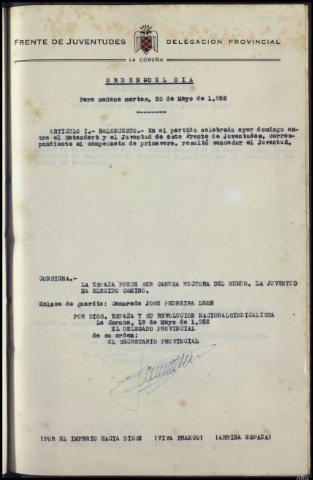 FRENTE DE JUVENTUDES DELEGACION PROVINCIAL
LA CORUÑA
ORDEN DEL DIA
Para mañana martes, 20 de Mayo de 1.952
ARTICULO I.- BALONCESTO.- En el partido celebrado ayer domingo en-
tre el Estandarte y el Juventud de este Frente de Juventudes, corres-
pondiente al campeonato de primavera, resultó vencedor el Juventud.
CONSIGNA.-
LA ESPAÑA PUEDE SER CABEZA RECTORA DEL MUNDO. LA JUVENTUD
HA ELEGIDO CAMINO.
Enlace de guardia: Camarada JOSE PEDREIRA LEON
POR DIOS, ESPAÑA Y SU REVOLUCION NACIONALSINDICALISTA
La Coruña, 19 de Mayo de 1.952
EL DELEGADO PROVINCIAL
de su orden:
EL SECRETARIO PROVINCIAL
¡POR EL IMPERIO HACIA DIOS! ¡VIVA FRANCO! ¡ARRIBA ESPAÑA!